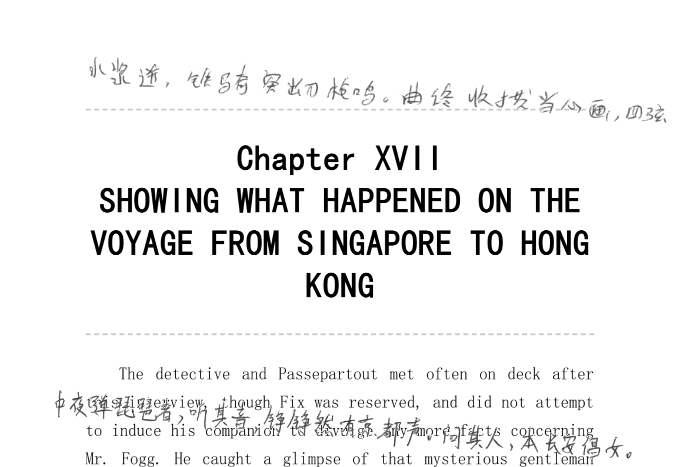 水浆迸，铁骑突出刀枪鸣。曲终收拨当心画，四弦
Chapter XVII
SHOWING WHAT HAPPENED ON THE
VOYAGE FROM SINGAPORE TO HONG
KONG
The detective and Passepartout met often on deck after
this interview, though Fix was reserved, and did not attempt
中夜弹琵琶者，听其音，铮铮然有京都声。问其人，本长安倡女。
to induce his companion to divulge any more facts concerning
Mr. Fogg. He caught a glimpse of that mysterious gentleman